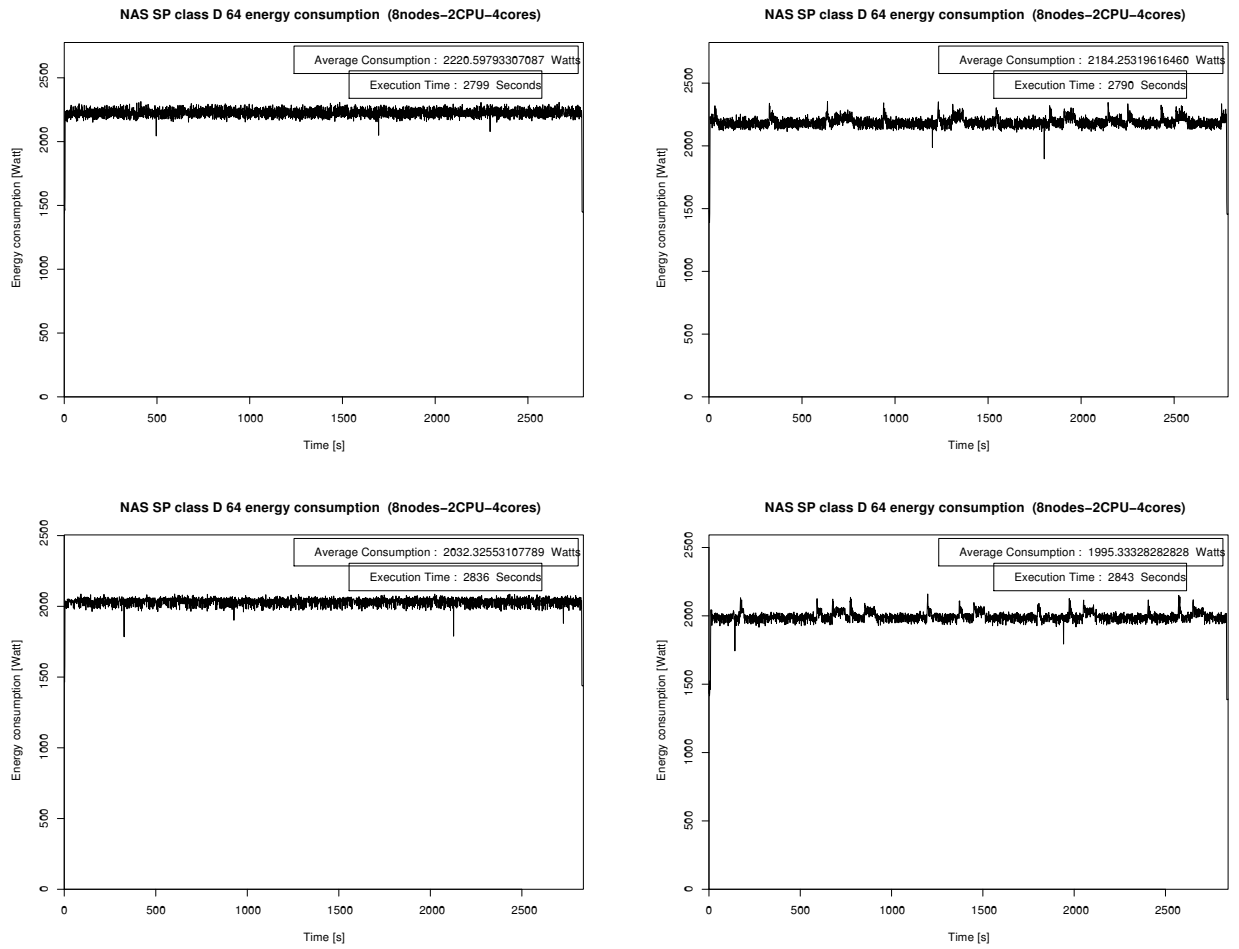 NAS SP class D 64 energy consumption (8nodes−2CPU−4cores)
Average Consumption : 2220.59793307087 Watts
Execution Time : 2799 Seconds
Energy consumption [Watt]
2500
2000
1500
1000
500
0
0 500 1000 1500 2000 2500
Time [s]
NAS SP class D 64 energy consumption (8nodes−2CPU−4cores)
Average Consumption : 2184.25319616460 Watts
Execution Time : 2790 Seconds
Energy consumption [Watt]
2500
2000
1500
1000
500
0
0 500 1000 1500 2000 2500
Time [s]
NAS SP class D 64 energy consumption (8nodes−2CPU−4cores)
Average Consumption : 2032.32553107789 Watts
Execution Time : 2836 Seconds
Energy consumption [Watt]
2500
2000
1500
1000
500
0
0 500 1000 1500 2000 2500
Time [s]
NAS SP class D 64 energy consumption (8nodes−2CPU−4cores)
Average Consumption : 1995.33328282828 Watts
Execution Time : 2843 Seconds
Energy consumption [Watt]
2500
2000
1500
1000
500
0
0 500 1000 1500 2000 2500
Time [s]